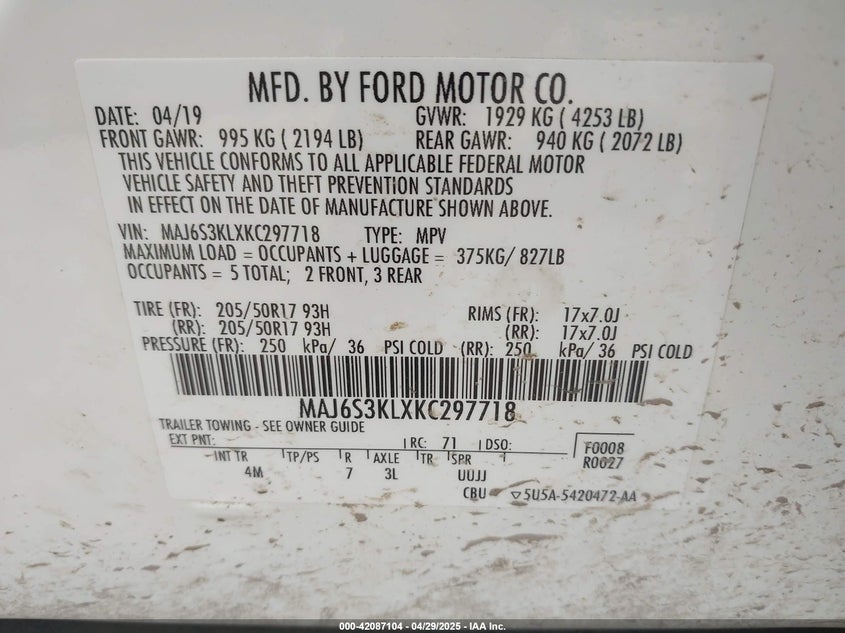 MFD. BY FORD MOTOR CO.
DATE: 04/19 GVWR: 1929 KG ( 4253 LB)
FRONT GAWR: 995 KG ( 2194 LB) REAR GAWR: 940 KG ( 2072 LB)
THIS VEHICLE CONFORMS TO ALL APPLICABLE FEDERAL MOTOR
VEHICLE SAFETY AND THEFT PREVENTION STANDARDS
IN EFFECT ON THE DATE OF MANUFACTURE SHOWN ABOVE.
VIN: MAJ6S3KLXKC297718 TYPE: MPV
MAXIMUM LOAD = OCCUPANTS + LUGGAGE = 375KG/ 827LB
OCCUPANTS = 5 TOTAL; 2 FRONT, 3 REAR
TIRE (FR): 205/50R17 93H RIMS (FR): 17x7.0J
(RR): 205/50R17 93H (RR): 17x7.0J
PRESSURE (FR): 250 kPa/ 36 PSI COLD (RR): 250 kPa/ 36 PSI COLD
MAJ6S3KLXKC297718
TRAILER TOWING - SEE OWNER GUIDE
EXT PNT: RC: 71 DSO: F0008
INT TR TP/PS R AXLE TR SPR R0027
4M 7 3L UUJJ
CBU ▽5U5A-5420472-AA
000-42087104 - 04/29/2025 - IAA Inc.